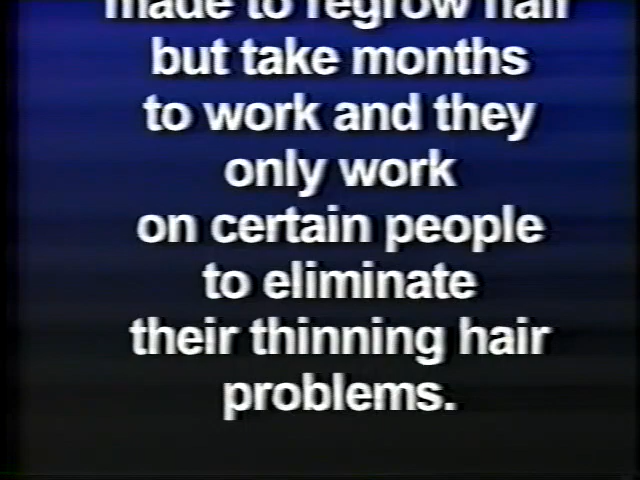 made to regrow hair
but take months
to work and they
only work
on certain people
to eliminate
their thinning hair
problems.